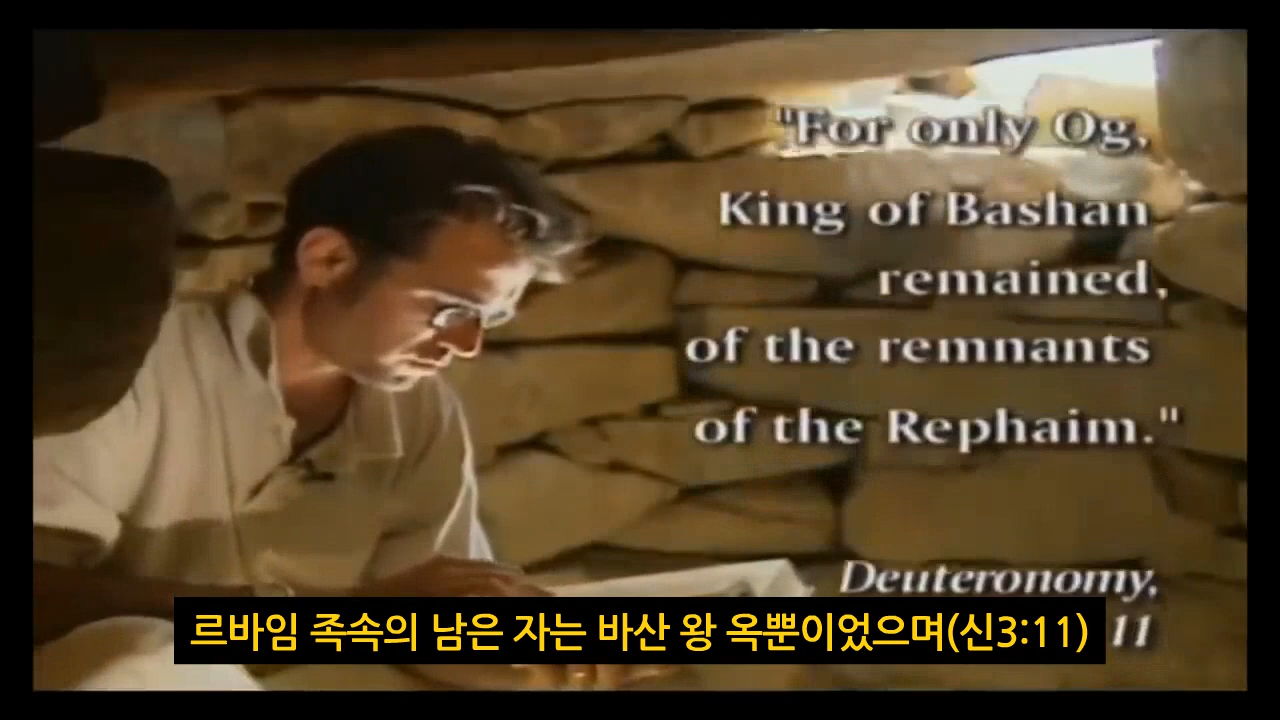 "For only Og,
King of Bashan
remained,
of the remnants
of the Rephaim."
Deuteronomy,
11
르바임 족속의 남은 자는 바산 왕 옥뿐이었으며(신3:11)